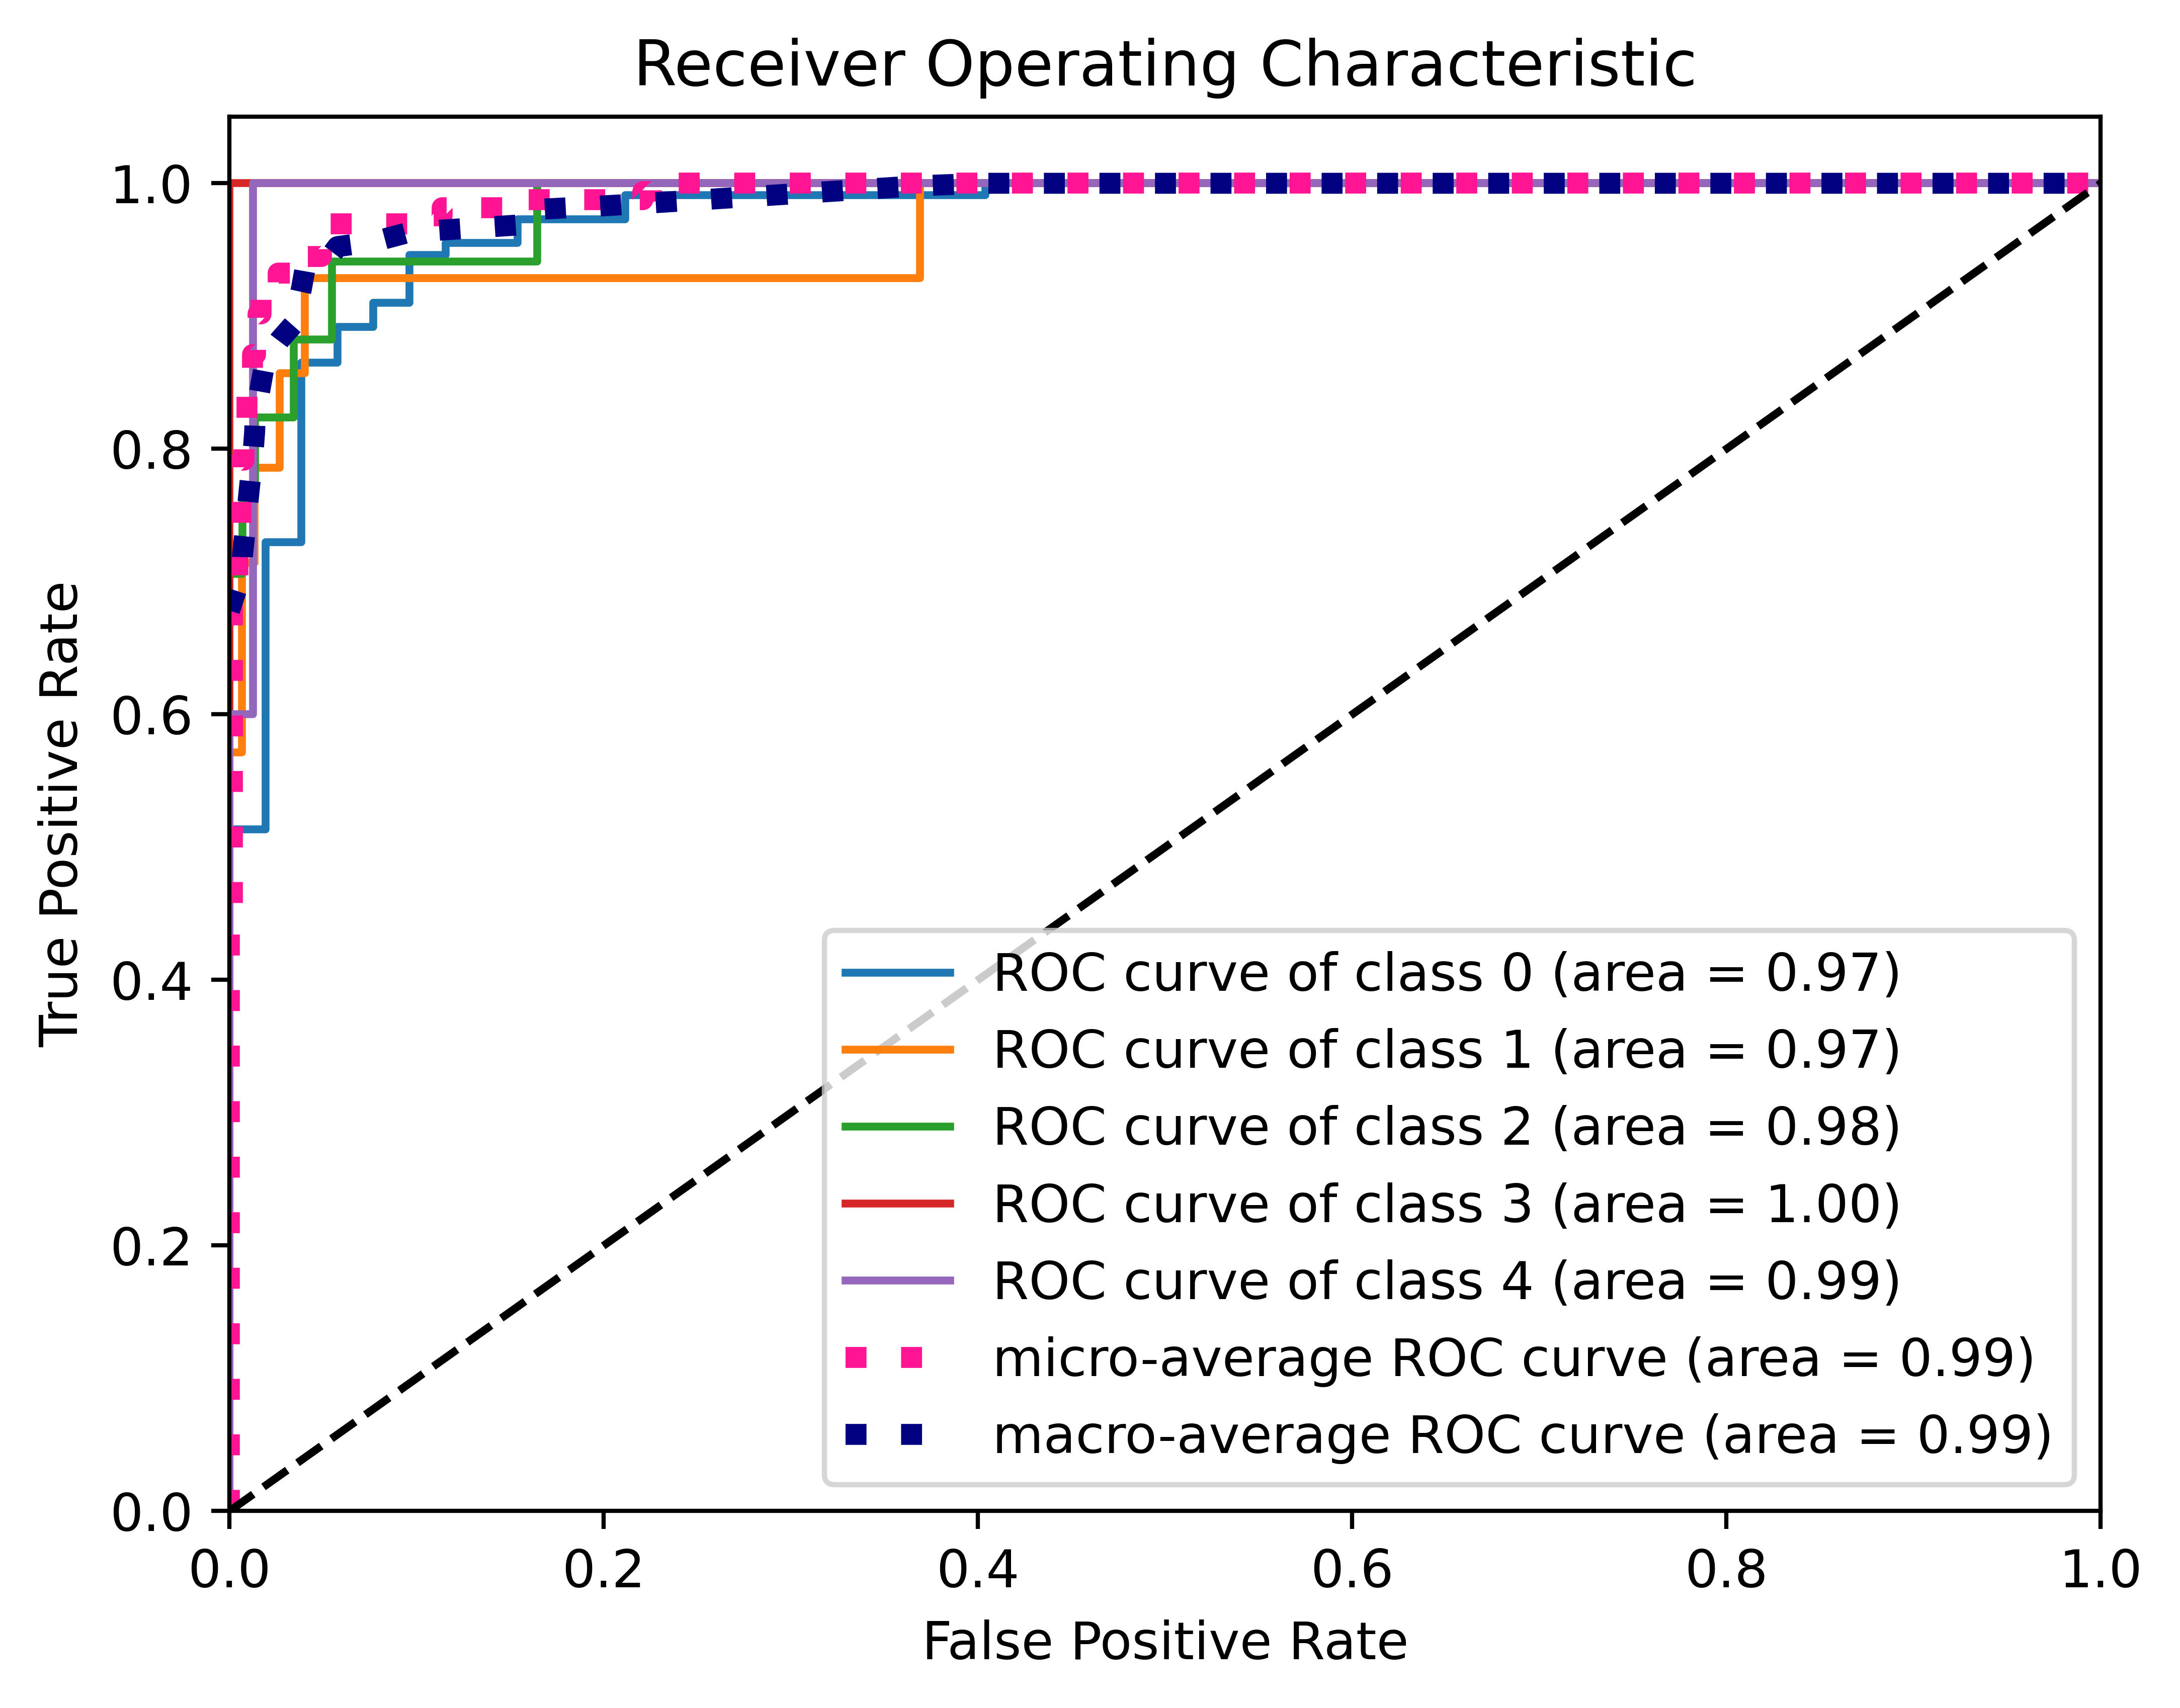 Receiver Operating Characteristic
1.0
0.8
0.6
0.4
0.2
0.0
True Positive Rate
ROC curve of class 0 (area = 0.97)
ROC curve of class 1 (area = 0.97)
ROC curve of class 2 (area = 0.98)
ROC curve of class 3 (area = 1.00)
ROC curve of class 4 (area = 0.99)
micro-average ROC curve (area = 0.99)
macro-average ROC curve (area = 0.99)
0.0 0.2 0.4 0.6 0.8 1.0
False Positive Rate